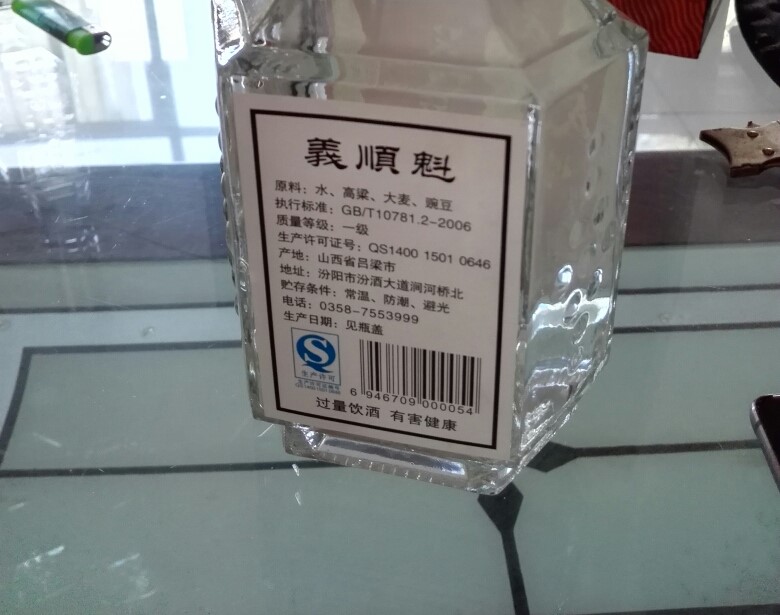 義順魁
原料：水、高粱、大麦、豌豆
执行标准：GB/T10781.2-2006
质量等级：一级
生产许可证号：QS1400 1501 0646
产地：山西省吕梁市
地址：汾阳市汾酒大道涧河桥北
贮存条件：常温、防潮、避光
电话：0358-7553999
生产日期：见瓶盖
生产许可
6 946709 000054
过量饮酒 有害健康